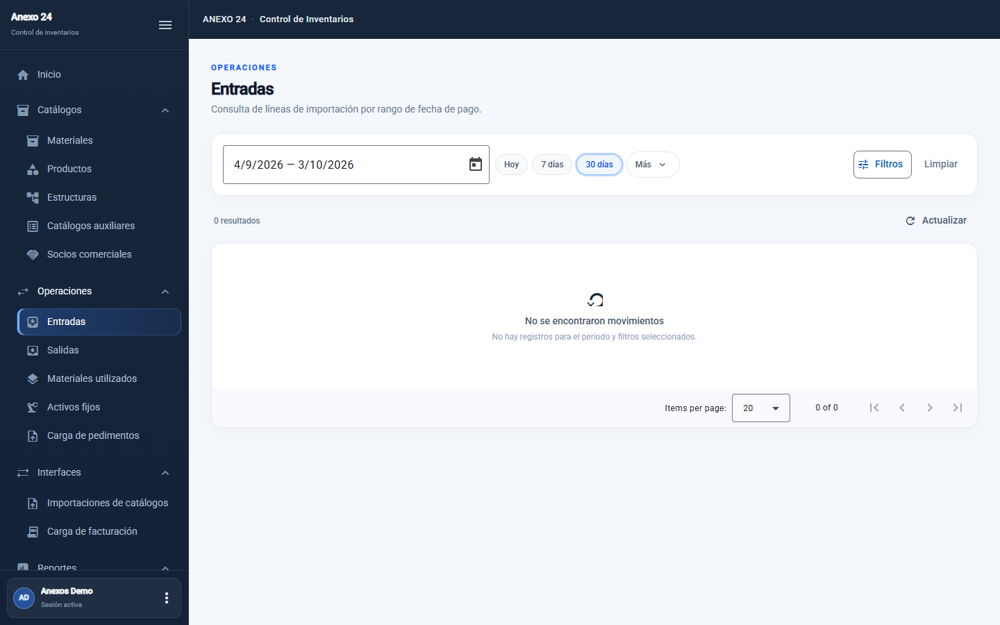 Anexo 24
Control de inventarios
Inicio
Catálogos
Materiales
Productos
Estructuras
Catálogos auxiliares
Socios comerciales
Operaciones
Entradas
Salidas
Materiales utilizados
Activos fijos
Carga de pedimentos
Interfaces
Importaciones de catálogos
Carga de facturación
Reportes
AD
Anexos Demo
Sesión activa
ANEXO 24 · Control de Inventarios
OPERACIONES
Entradas
Consulta de líneas de importación por rango de fecha de pago.
4/9/2026 — 3/10/2026
Hoy
7 días
30 días
Más
Filtros
Limpiar
0 resultados
Actualizar
No se encontraron movimientos
No hay registros para el periodo y filtros seleccionados.
Items per page:
20
0 of 0